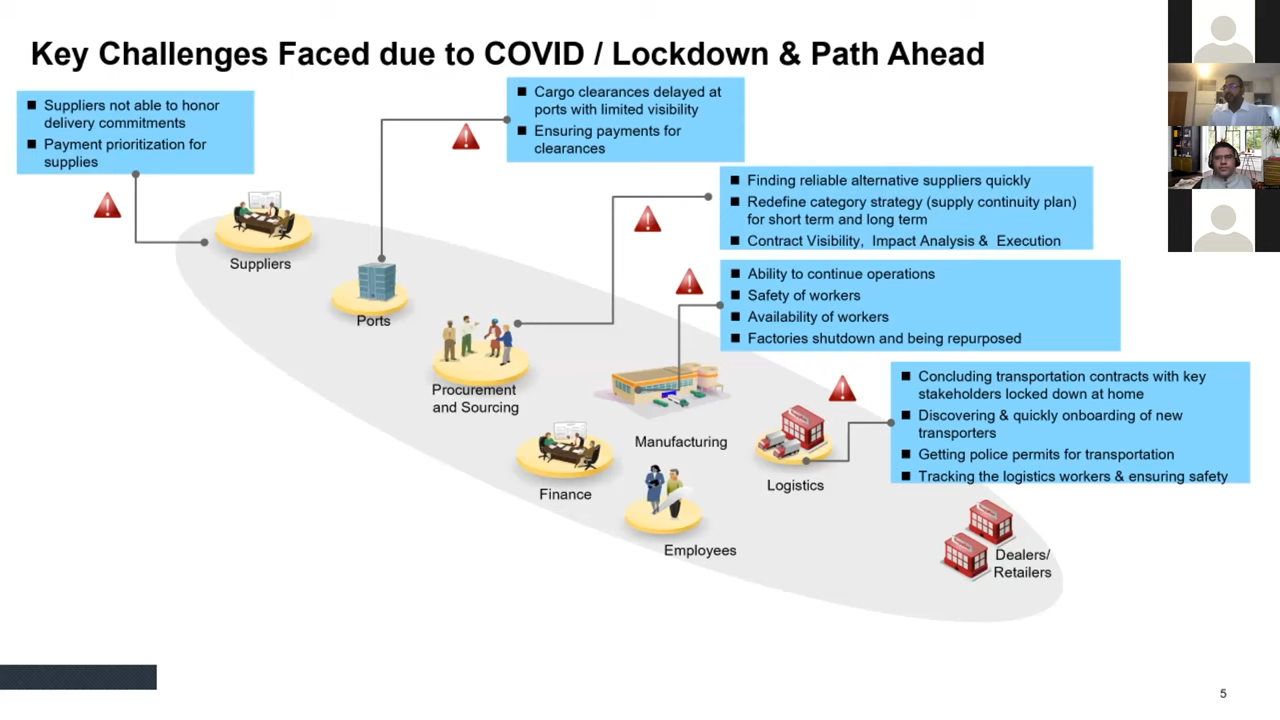 Key Challenges Faced due to COVID / Lockdown & Path Ahead
Suppliers not able to honor
delivery commitments
Payment prioritization for
supplies
Cargo clearances delayed at
ports with limited visibility
Ensuring payments for
clearances
Finding reliable alternative suppliers quickly
Redefine category strategy (supply continuity plan)
for short term and long term
Contract Visibility, Impact Analysis & Execution
Ability to continue operations
Safety of workers
Availability of workers
Factories shutdown and being repurposed
Concluding transportation contracts with key
stakeholders locked down at home
Discovering & quickly onboarding of new
transporters
Getting police permits for transportation
Tracking the logistics workers & ensuring safety
Suppliers
Ports
Procurement
and Sourcing
Manufacturing
Finance
Logistics
Employees
Dealers/
Retailers
5